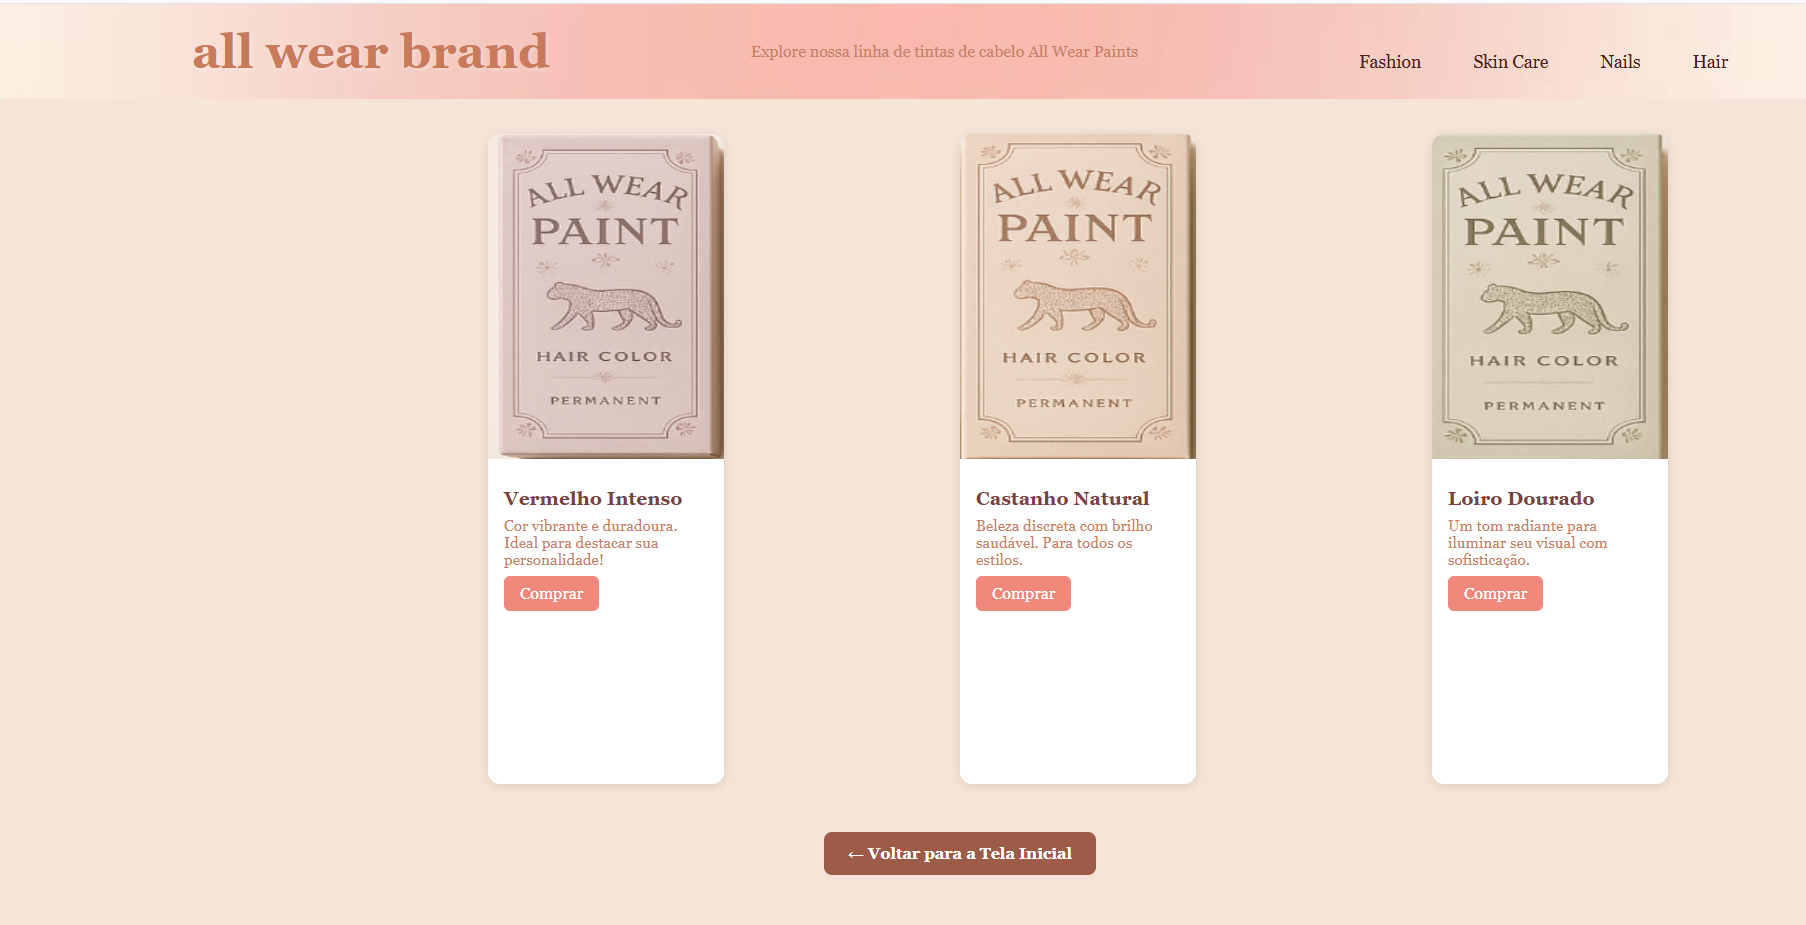 all wear brand
Explore nossa linha de tintas de cabelo All Wear Paints
Fashion
Skin Care
Nails
Hair
ALL WEAR
PAINT
HAIR COLOR
PERMANENT
Vermelho Intenso
Cor vibrante e duradoura.
Ideal para destacar sua
personalidade!
Comprar
ALL WEAR
PAINT
HAIR COLOR
PERMANENT
Castanho Natural
Beleza discreta com brilho
saudável. Para todos os
estilos.
Comprar
ALL WEAR
PAINT
HAIR COLOR
PERMANENT
Loiro Dourado
Um tom radiante para
iluminar seu visual com
sofisticação.
Comprar
← Voltar para a Tela Inicial